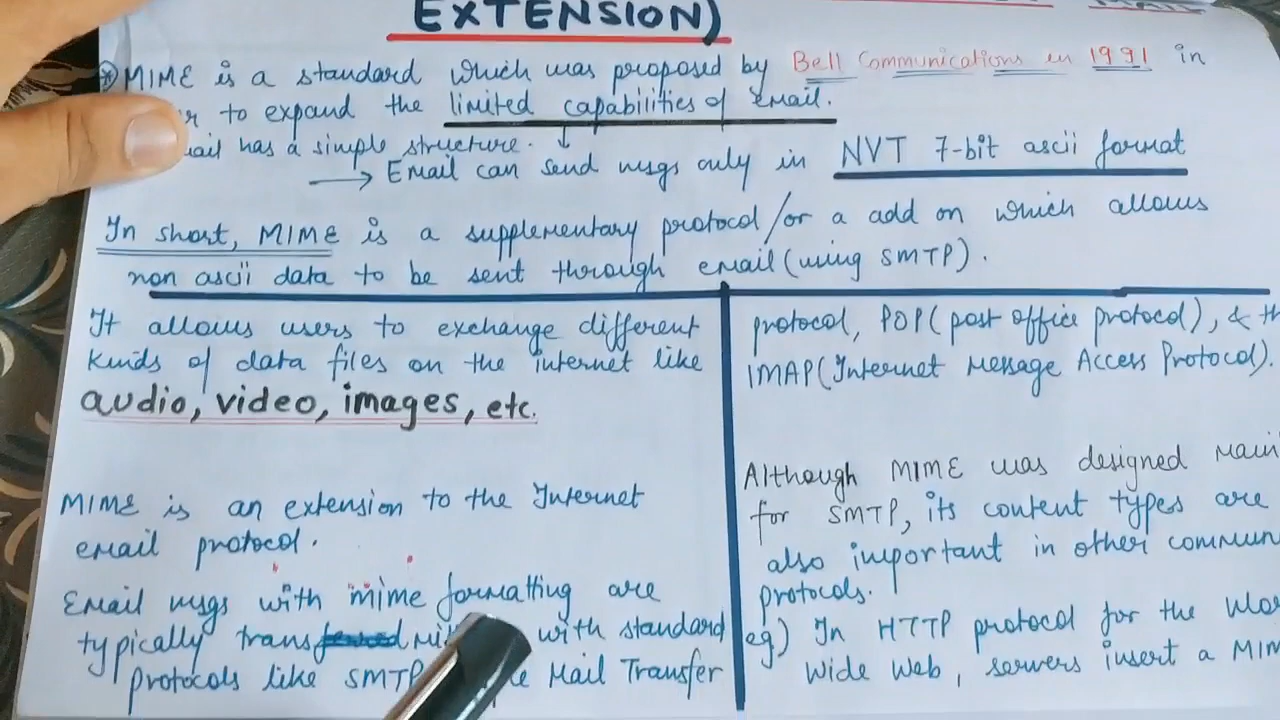 EXTENSION)
MAIL
MIME is a standard which was proposed by Bell Communications in 1991 in
to expand the limited capabilities of Email.
has a simple structure.
→ Email can send msgs only in NVT 7-bit ascii format
In short, MIME is a supplementary protocol/or a add on which allows
non ascii data to be sent through email (using SMTP).
It allows users to exchange different
kinds of data files on the internet like
audio, video, images, etc.
MIME is an extension to the Internet
email protocol.
Email msgs with mime formatting are
typically with standard
protocols like SMTP Mail Transfer
protocol, POP (post office protocol), &
IMAP (Internet Message Access Protocol).
Although MIME was designed
for SMTP, its content types are
also important in other
protocols.
eg) In HTTP protocol for the
Wide Web, servers insert a